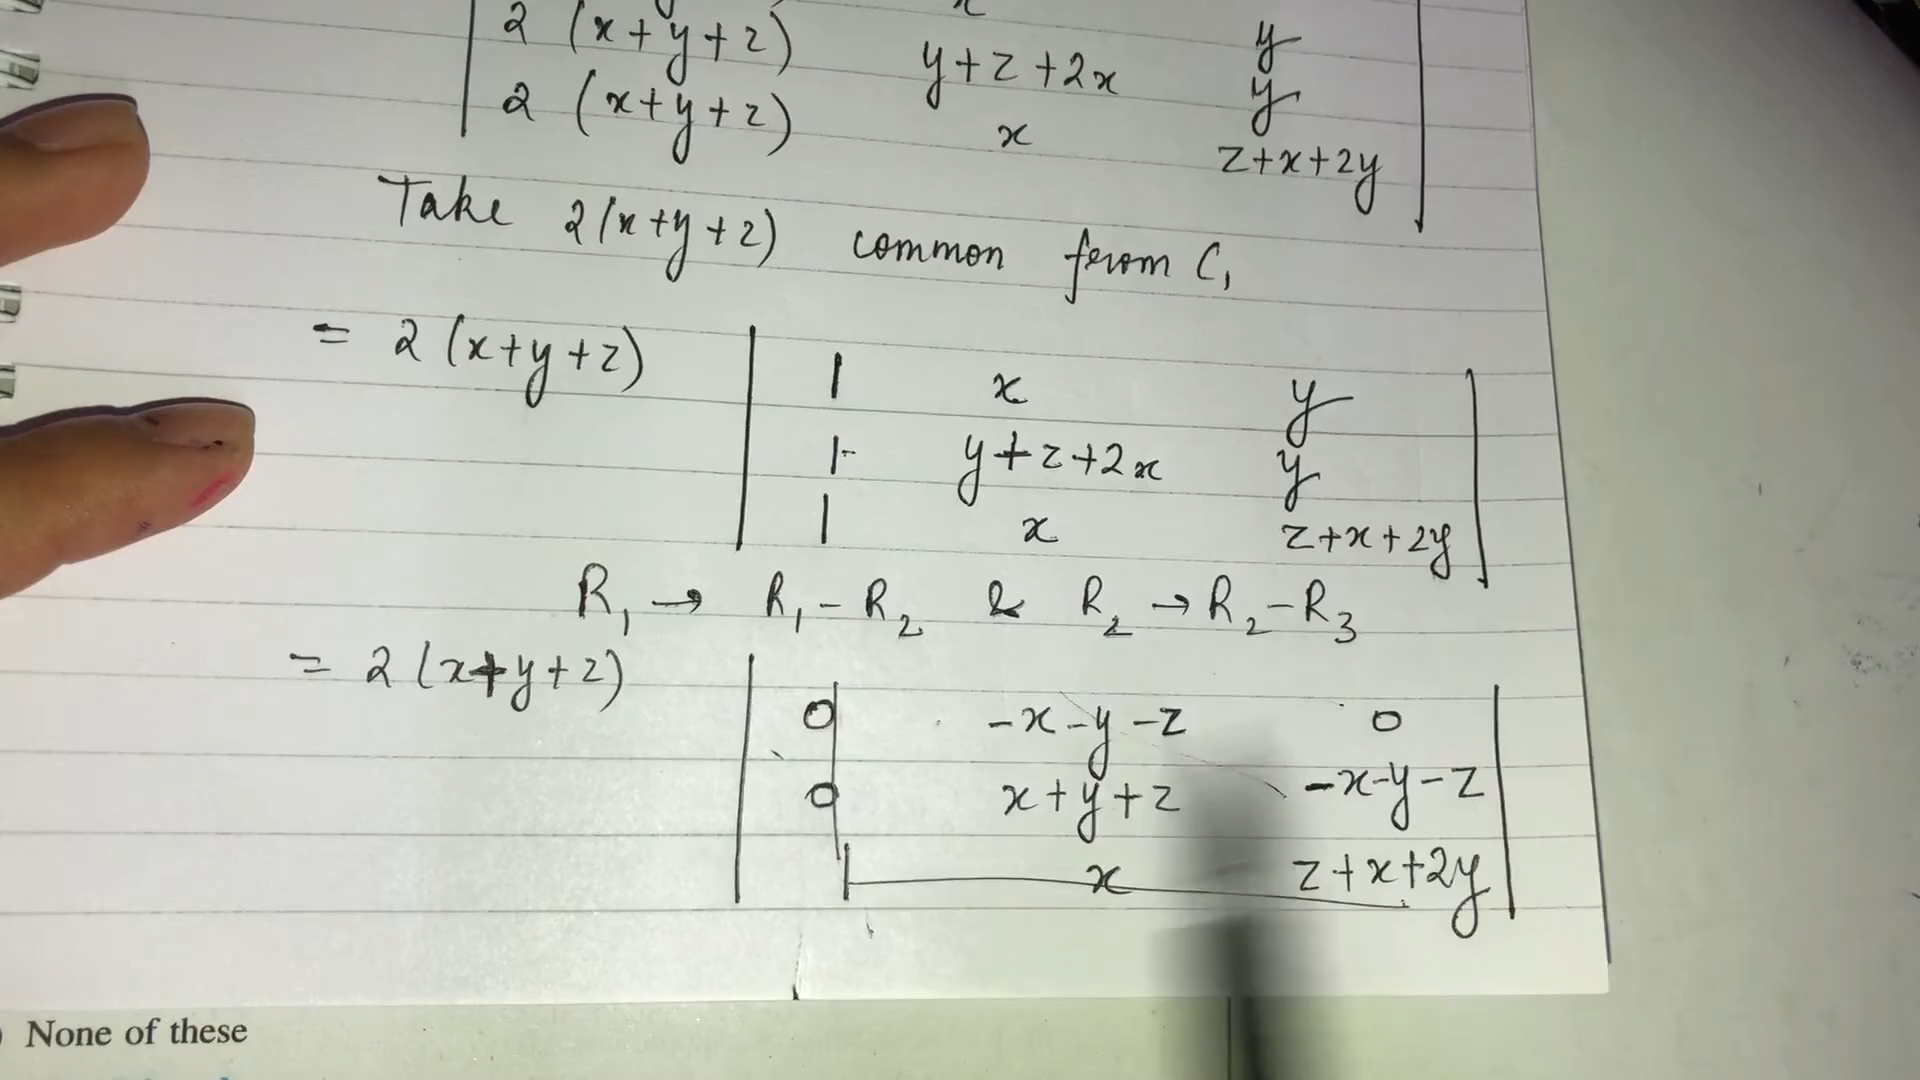 x
2 (x+y+z) y+z+2x y
2 (x+y+z) x y
z+x+2y
Take 2(x+y+z) common from C₁
= 2 (x+y+z)
1 x y
1 y+z+2x y
1 x z+x+2y
R₁ → R₁-R₂ & R₂ → R₂-R₃
= 2 (x+y+z)
0 -x-y-z 0
0 x+y+z -x-y-z
1 x z+x+2y
None of these